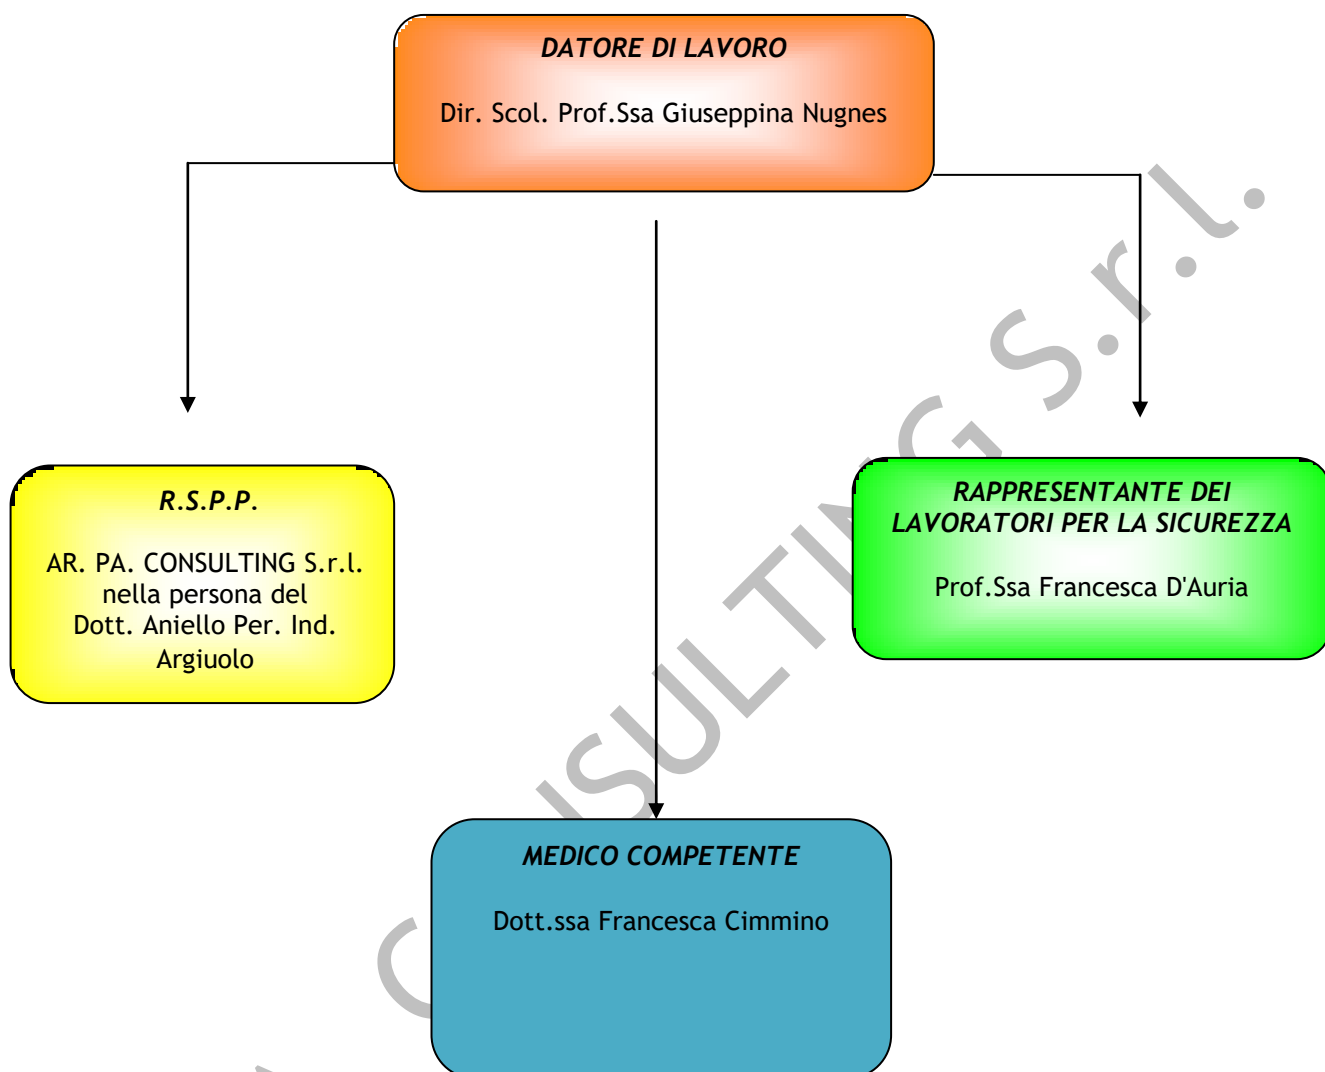 DATORE DI LAVORO
Dir. Scol. Prof.Ssa Giuseppina Nugnes
R.S.P.P.
AR. PA. CONSULTING S.r.l.
nella persona del
Dott. Aniello Per. Ind.
Argiuolo
RAPPRESENTANTE DEI
LAVORATORI PER LA SICUREZZA
Prof.Ssa Francesca D'Auria
MEDICO COMPETENTE
Dott.ssa Francesca Cimmino
S.r.l.